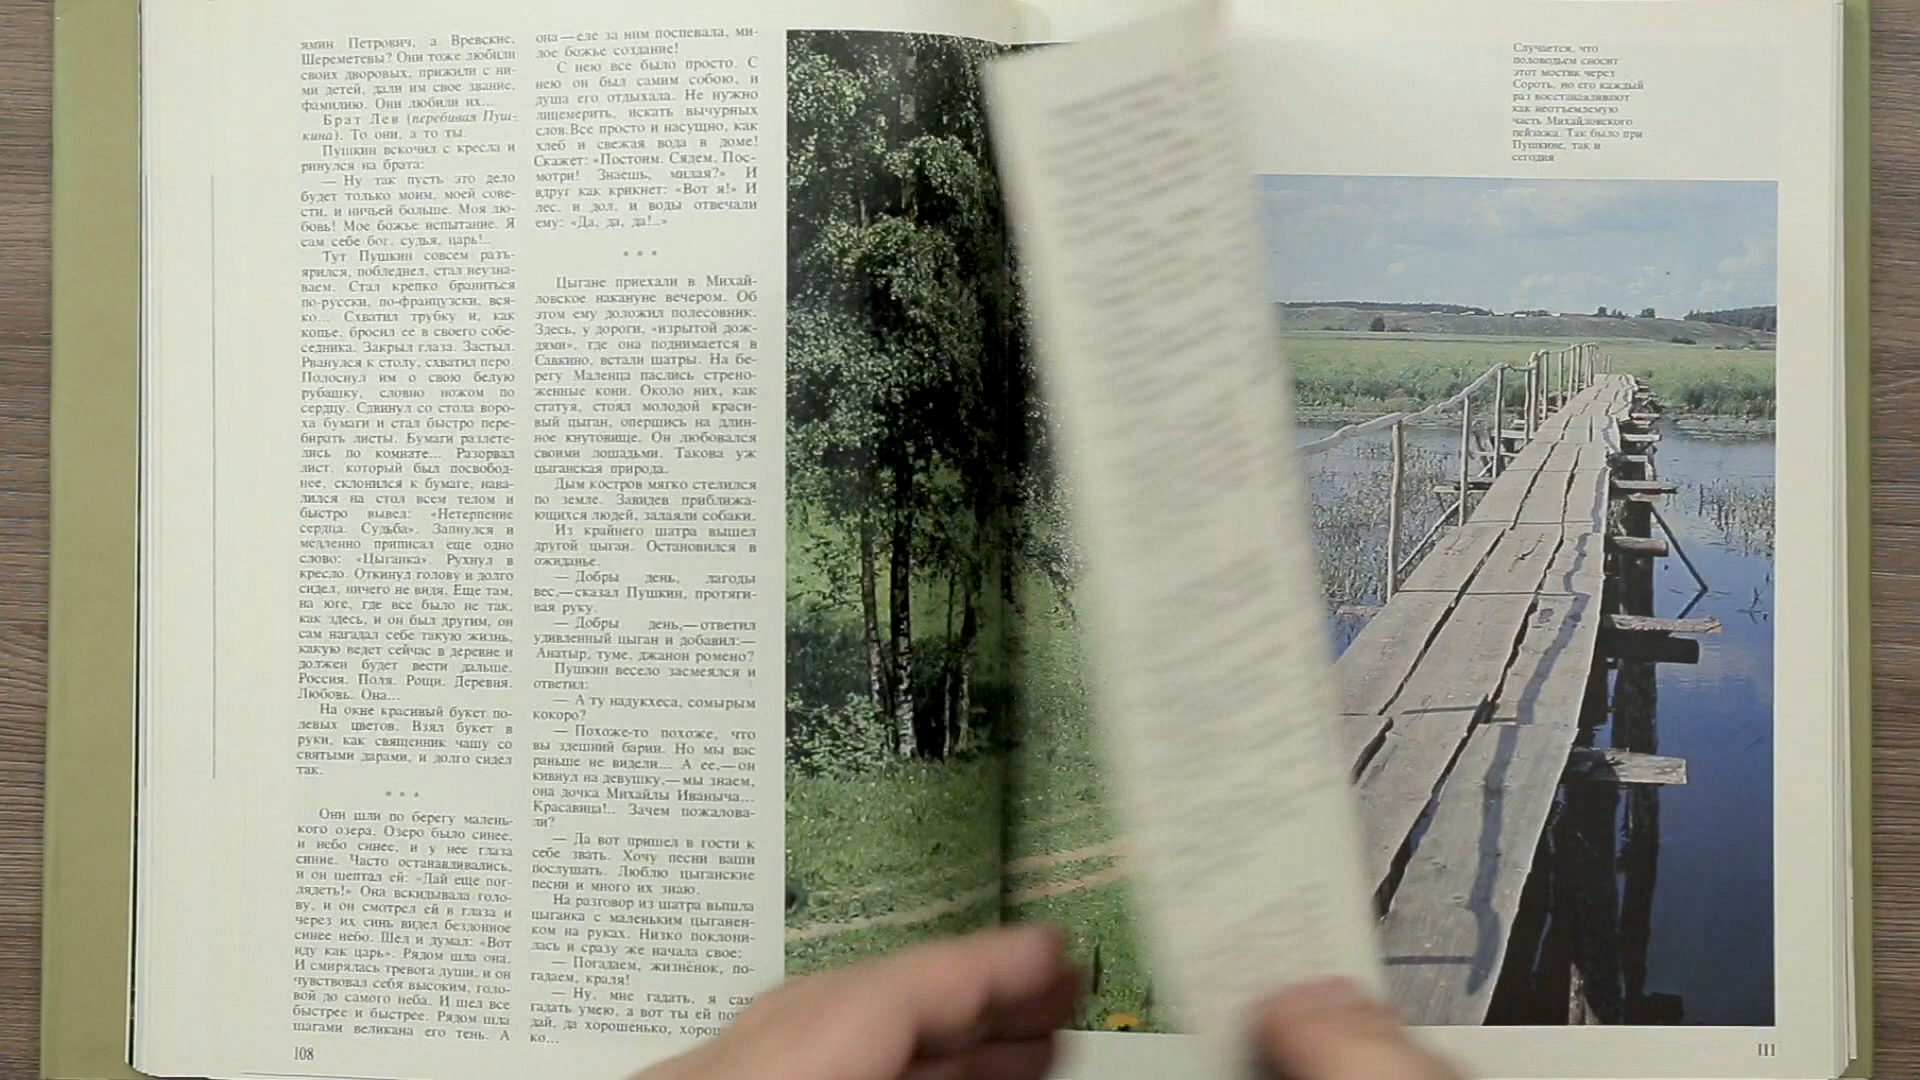 ямин Петрович, а Вревские,
Шереметевы? Они тоже любили
своих дворовых, прижили с ни-
ми детей, дали им свое звание,
фамилию. Они любили их...
Брат Лев (перебивая Пуш-
кина). То они, а то ты.
Пушкин вскочил с кресла и
ринулся на брата:
— Ну так пусть это дело
будет только моим, моей сове-
сти, и ничьей больше. Моя лю-
бовь! Мое божье испытание. Я
сам себе бог, судья, царь!..
Тут Пушкин совсем разъ-
ярился, побледнел, стал неузна-
ваем. Стал крепко браниться
по-русски, по-французски, вся-
ко... Схватил трубку и, как
копье, бросил ее в своего собе-
седника. Закрыл глаза. Застыл.
Рванулся к столу, схватил перо.
Полоснул им о свою белую
рубашку, словно ножом по
сердцу. Сдвинул со стола воро-
ха бумаги и стал быстро пере-
бирать листы. Бумаги разлете-
лись по комнате... Разорвал
лист, который был посвобод-
нее, склонился к бумаге, нава-
лился на стол всем телом и
быстро вывел: «Нетерпение
сердца. Судьба». Запнулся и
медленно приписал еще одно
слово: «Цыганка». Рухнул в
кресло. Откинул голову и долго
сидел, ничего не видя. Еще там,
на юге, где все было не так,
как здесь, и он был другим, он
сам нагадал себе такую жизнь,
какую ведет сейчас в деревне и
должен будет вести дальше.
Россия. Поля. Рощи. Деревня.
Любовь. Она...
На окне красивый букет по-
левых цветов. Взял букет в
руки, как священник чашу со
святыми дарами, и долго сидел
так.
* * *
Они шли по берегу малень-
кого озера. Озеро было синее,
и небо синее, и у нее глаза
синие. Часто останавливались,
и он шептал ей: «Дай еще пог-
лядеть!» Она вскидывала голо-
ву, и он смотрел ей в глаза и
через их синь видел бездонное
синее небо. Шел и думал: «Вот
иду как царь». Рядом шла она.
И смирялась тревога души, и он
чувствовал себя высоким, голо-
вой до самого неба. И шел все
быстрее и быстрее. Рядом шла
шагами великана его тень. А
108
она—еле за ним поспевала, ми-
лое божье создание!
С нею все было просто. С
нею он был самим собою, и
душа его отдыхала. Не нужно
лицемерить, искать вычурных
слов.Все просто и насущно, как
хлеб и свежая вода в доме!
Скажет: «Постоим. Сядем. Пос-
мотри! Знаешь, милая?» И
вдруг как крикнет: «Вот я!» И
лес, и дол, и воды отвечали
ему: «Да, да, да!..»
* * *
Цыгане приехали в Михай-
ловское накануне вечером. Об
этом ему доложил полесовник.
Здесь, у дороги, «изрытой дож-
дями», где она поднимается в
Савкино, встали шатры. На бе-
регу Маленца паслись стрено-
женные кони. Около них, как
статуя, стоял молодой краси-
вый цыган, опершись на длин-
ное кнутовище. Он любовался
своими лошадьми. Такова уж
цыганская природа.
Дым костров мягко стелился
по земле. Завидев приближа-
ющихся людей, залаяли собаки.
Из крайнего шатра вышел
другой цыган. Остановился в
ожиданье.
— Добры день, лагоды
вес,—сказал Пушкин, протяги-
вая руку.
— Добры день,—ответил
удивленный цыган и добавил:—
Анатыр, туме, джанон ромено?
Пушкин весело засмеялся и
ответил:
— А ту надукхеса, сомырым
кокоро?
— Похоже-то похоже, что
вы здешний барин. Но мы вас
раньше не видели... А ее,—он
кивнул на девушку,—мы знаем,
она дочка Михайлы Иваныча...
Красавица!.. Зачем пожалова-
ли?
— Да вот пришел в гости к
себе звать. Хочу песни ваши
послушать. Люблю цыганские
песни и много их знаю.
На разговор из шатра вышла
цыганка с маленьким цыганен-
ком на руках. Низко поклони-
лась и сразу же начала свое:
— Погадаем, жизнёнок, по-
гадаем, краля!
— Ну, мне гадать, я сам
гадать умею, а вот ты ей по
дай, да хорошенько, хорош
ко...
Случается, что
половодьем сносит
этот мостик через
Сороть, но его каждый
раз восстанавливают
как неотъемлемую
часть Михайловского
пейзажа. Так было при
Пушкине, так и
сегодня
111